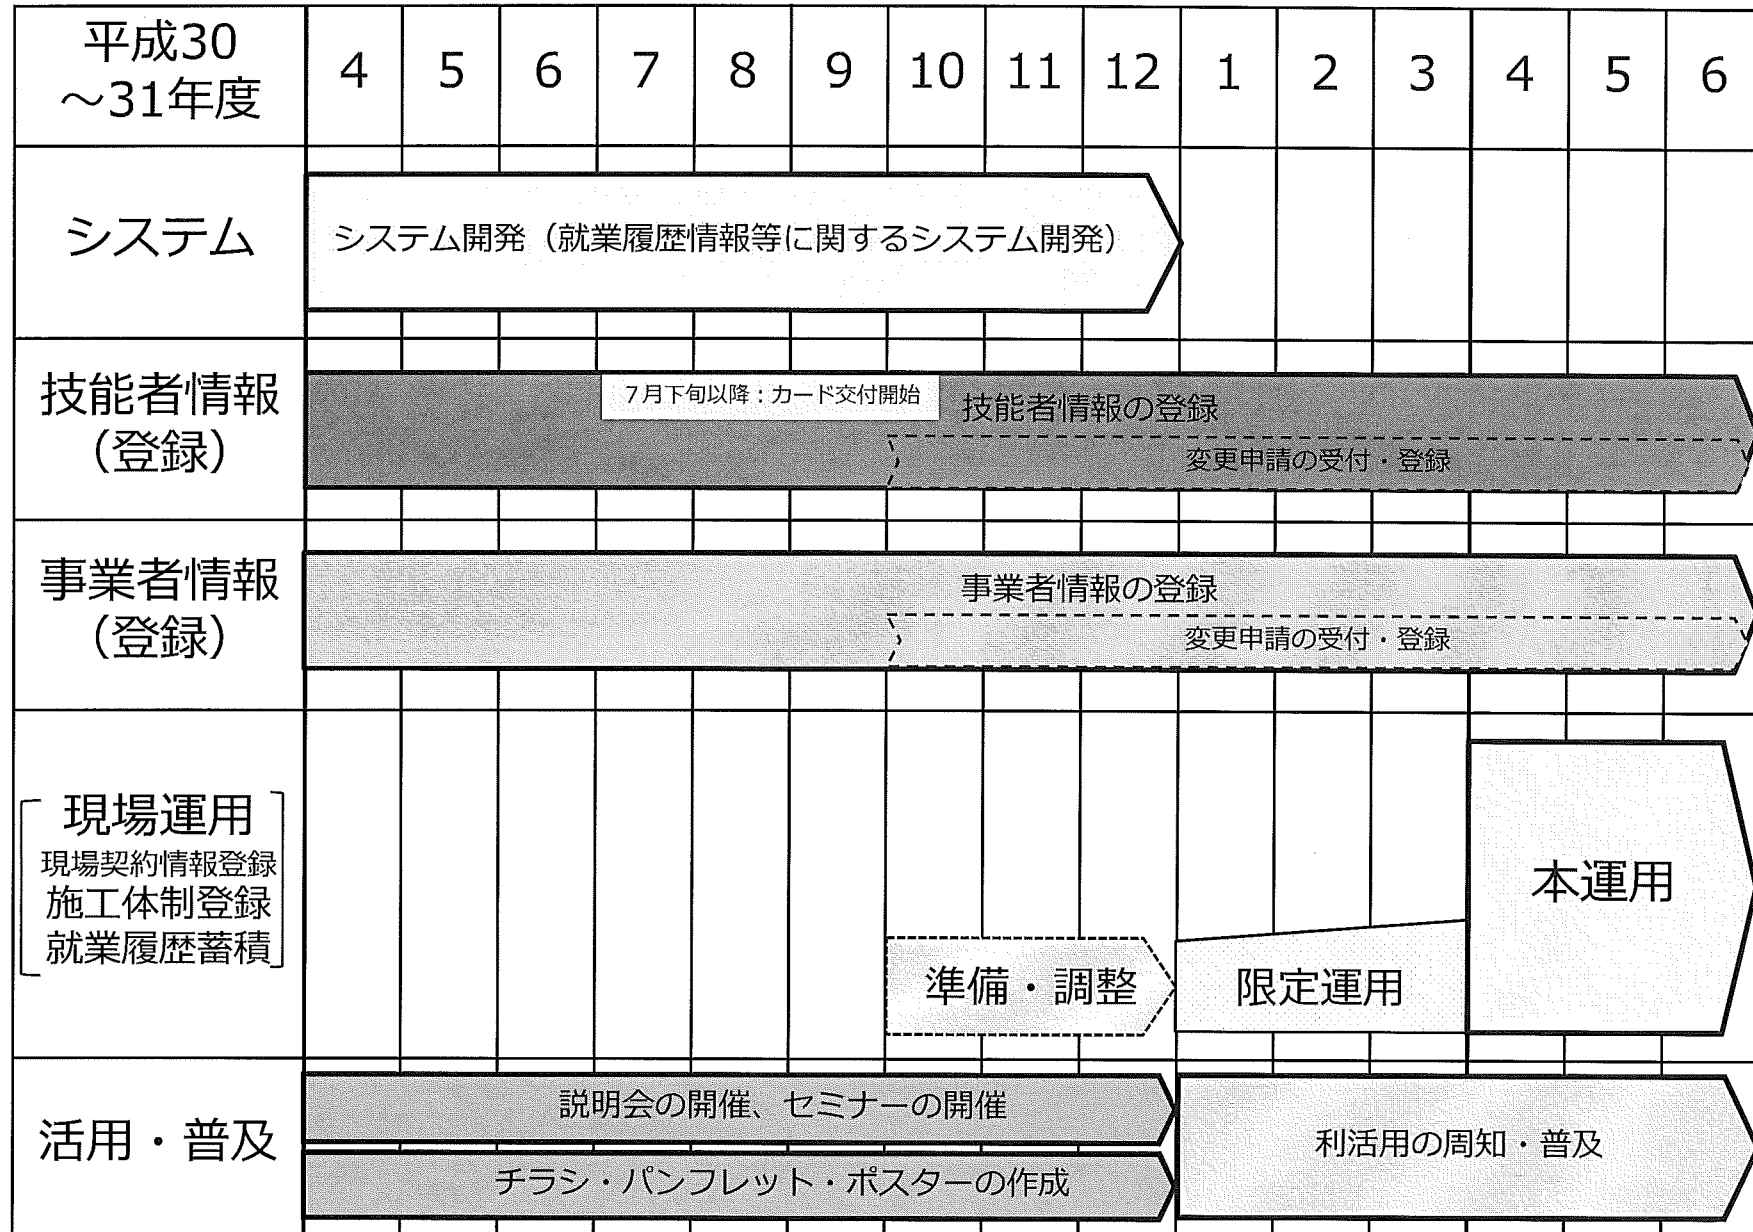 平成30
～31年度
4 5 6 7 8 9 10 11 12 1 2 3 4 5 6
システム
システム開発（就業履歴情報等に関するシステム開発）
技能者情報
（登録）
７月下旬以降：カード交付開始
技能者情報の登録
変更申請の受付・登録
事業者情報
（登録）
事業者情報の登録
変更申請の受付・登録
現場運用
現場契約情報登録
施工体制登録
就業履歴蓄積
準備・調整
限定運用
本運用
活用・普及
説明会の開催、セミナーの開催
チラシ・パンフレット・ポスターの作成
利活用の周知・普及